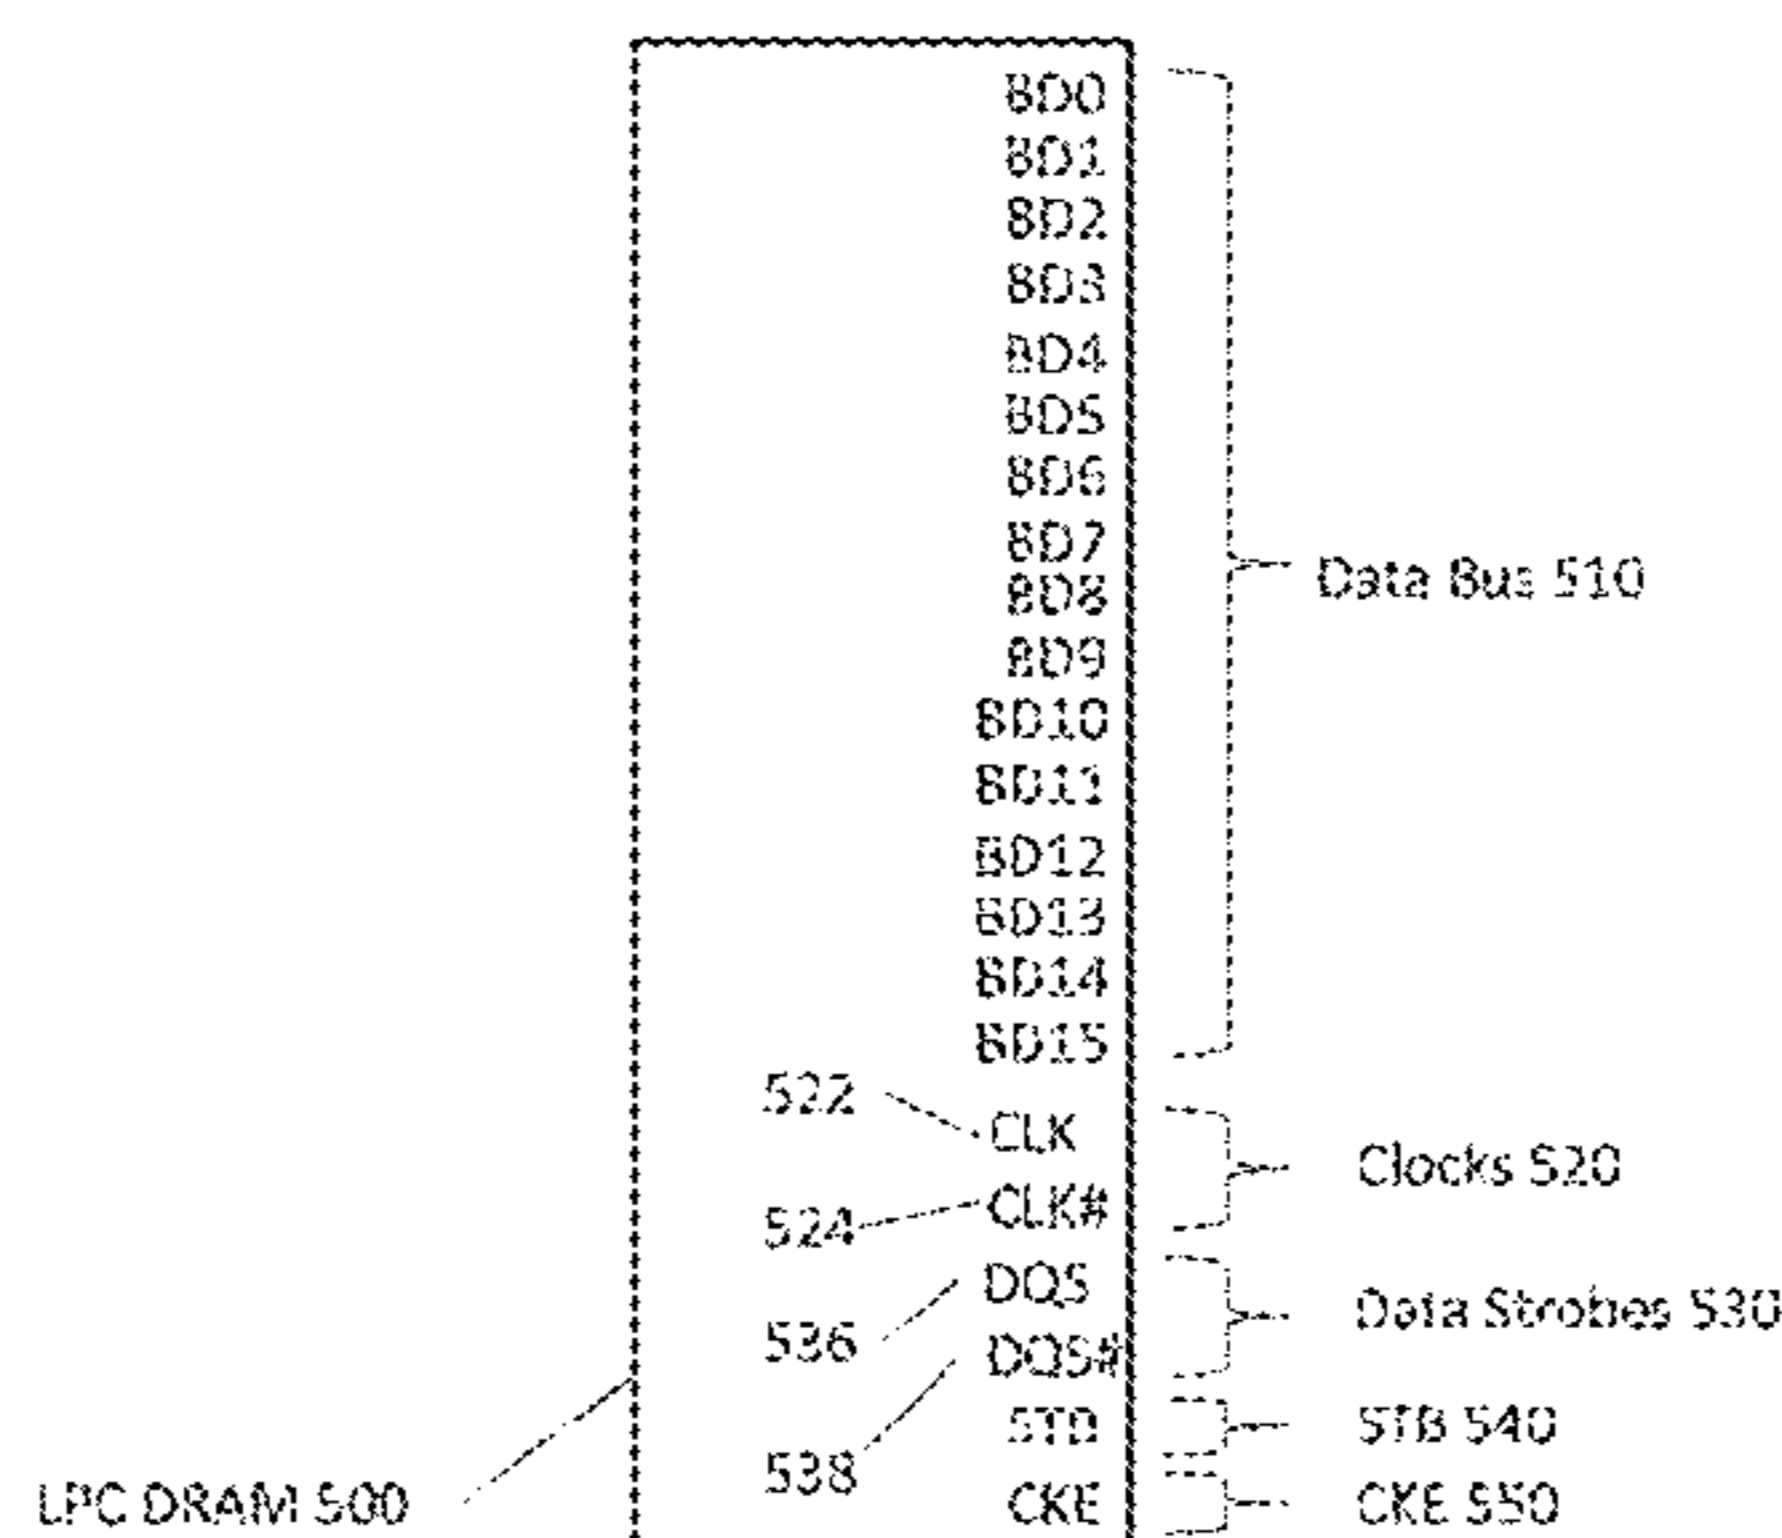 BD0
BD1
BD2
BD3
BD4
BD5
BD6
BD7
Data Bus 510
BD8
BD9
BD10
BD11
BD12
BD13
BD14
BD15
522
CLK
Clocks 520
524
CLK#
DQS
536
Data Strobes 530
DQS#
STB
STB 540
538
LPC DRAM 500
CKE
CKE 550